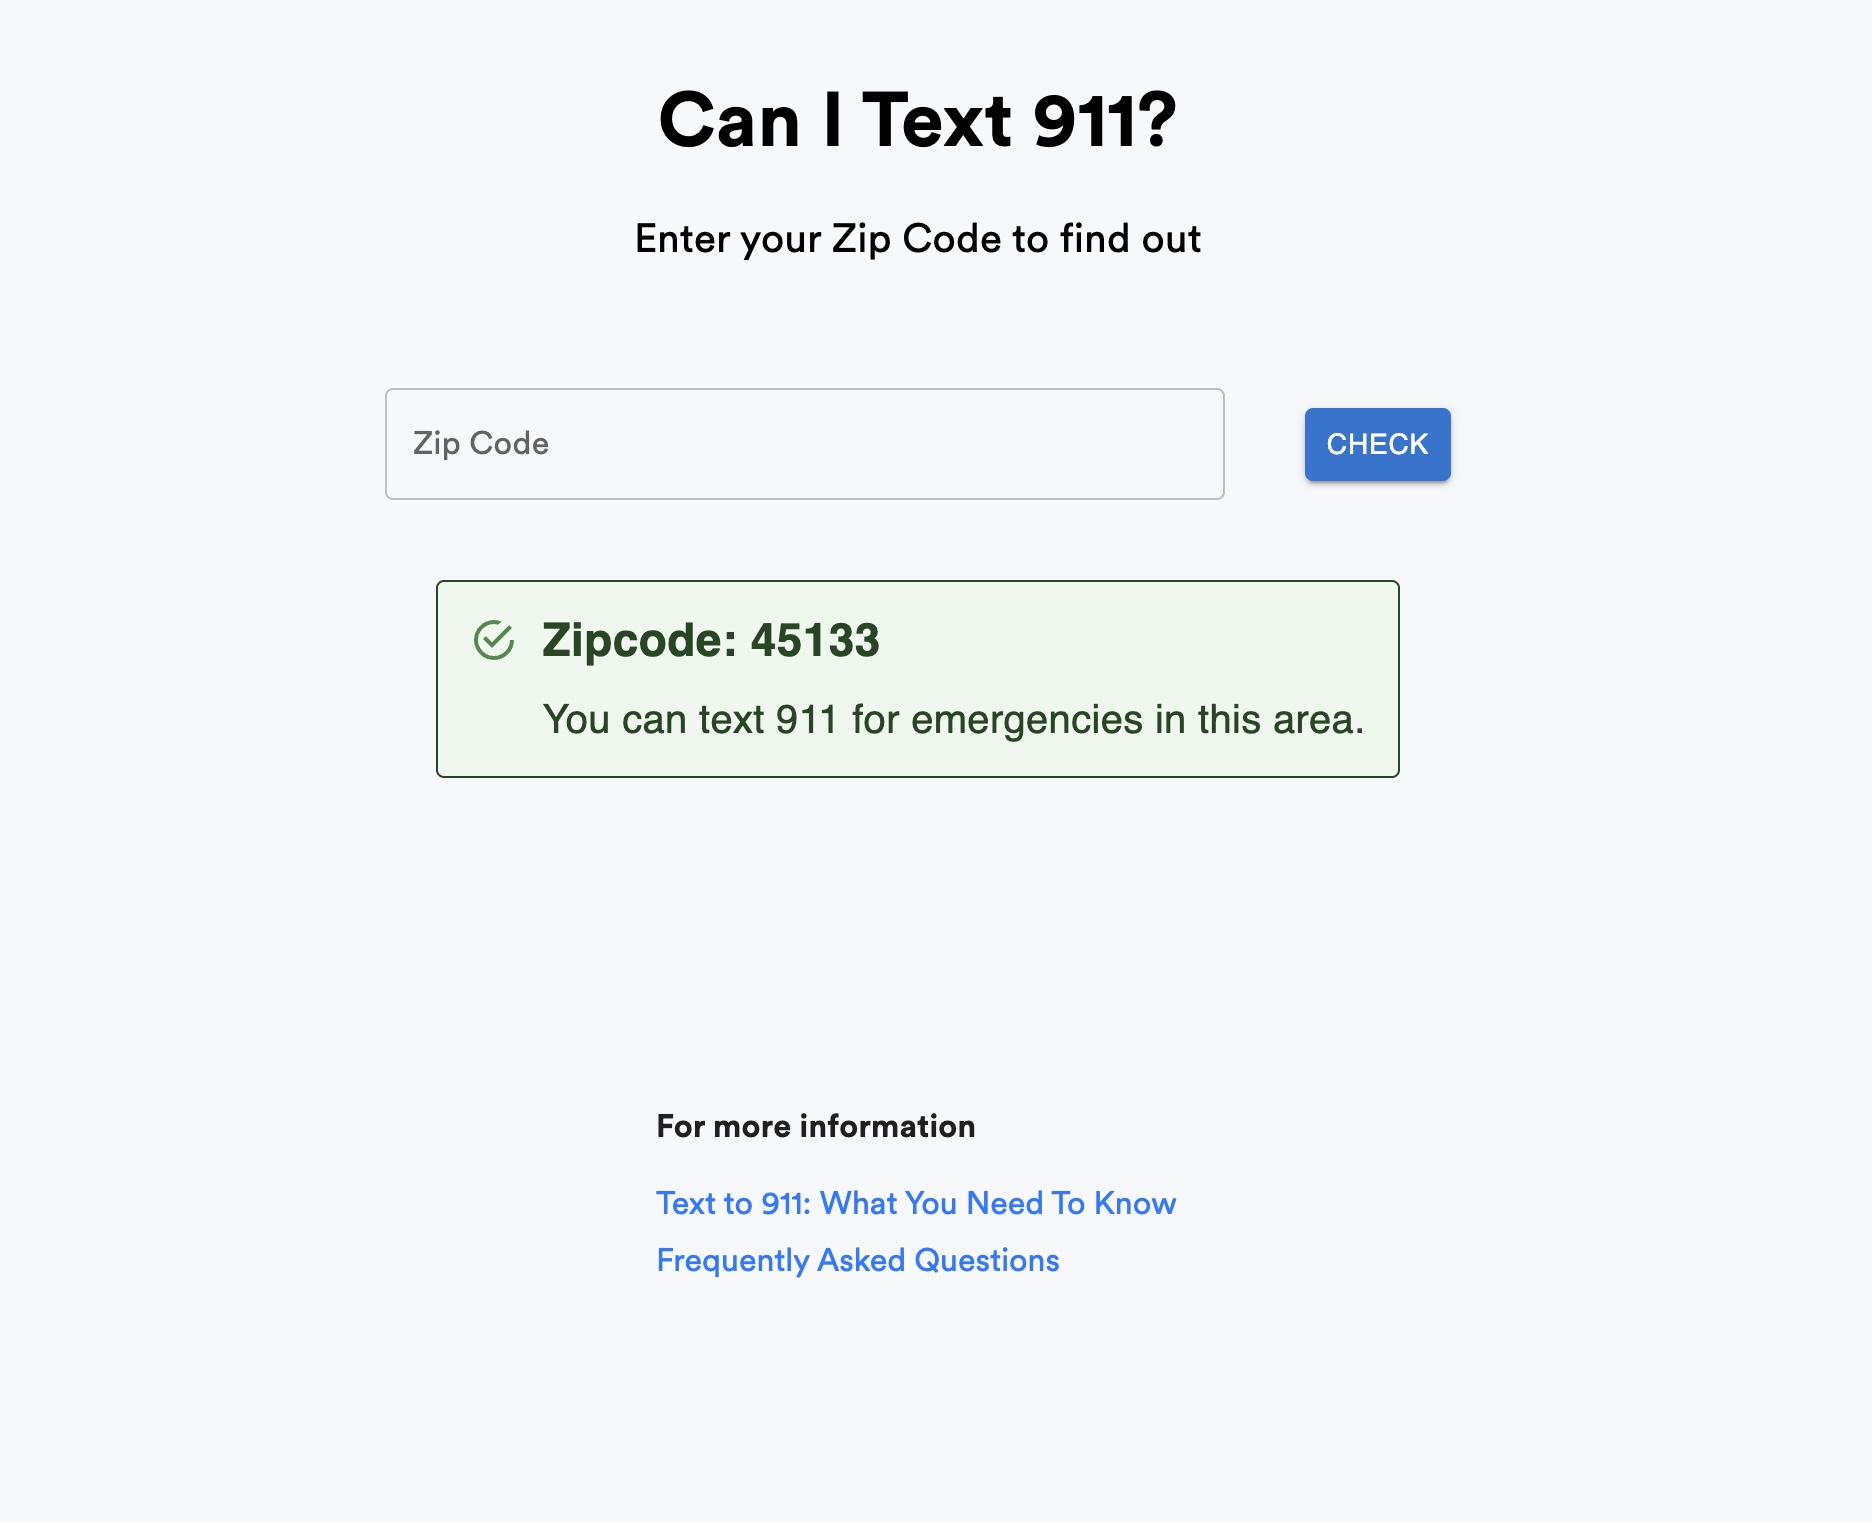 Can I Text 911?
Enter your Zip Code to find out
Zip Code
CHECK
Zipcode: 45133
You can text 911 for emergencies in this area.
For more information
Text to 911: What You Need To Know
Frequently Asked Questions